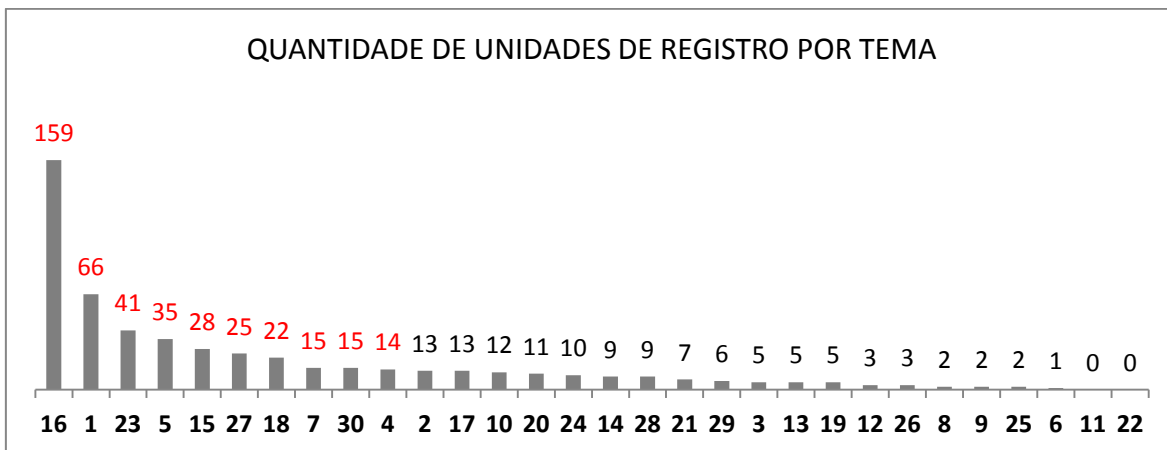 QUANTIDADE DE UNIDADES DE REGISTRO POR TEMA
159 66 41 35 28 25 22 15 15 14 13 13 12 11 10 9 9 7 6 5 5 5 3 3 2 2 2 1 0 0
16 1 23 5 15 27 18 7 30 4 2 17 10 20 24 14 28 21 29 3 13 19 12 26 8 9 25 6 11 22